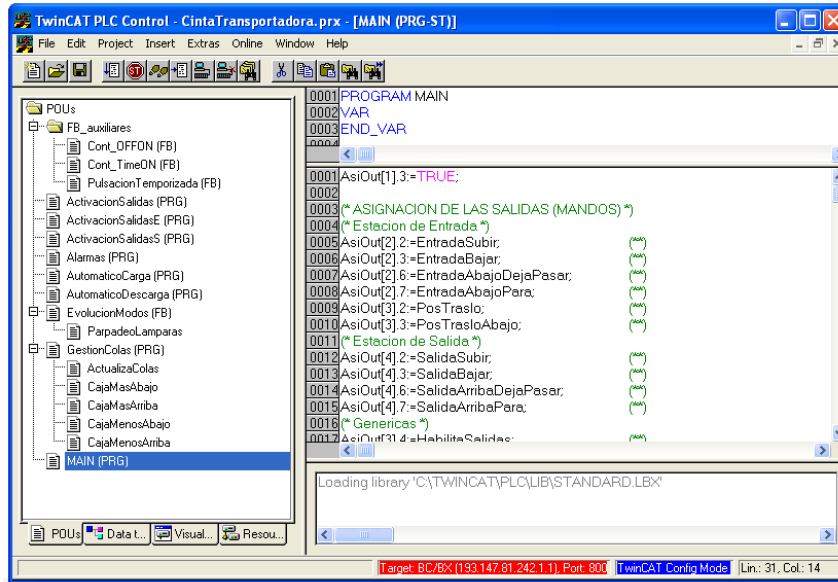 TwinCAT PLC Control - CintaTransportadora.prx - [MAIN (PRG-ST)]
File Edit Project Insert Extras Online Window Help
POUs
FB_auxiliares
Cont_OFFON (FB)
Cont_TimeON (FB)
PulsacionTemporizada (FB)
ActivacionSalidas (PRG)
ActivacionSalidasE (PRG)
ActivacionSalidasS (PRG)
Alarmas (PRG)
AutomaticoCarga (PRG)
AutomaticoDescarga (PRG)
EvolucionModos (FB)
ParpadeoLamparas
GestionColas (PRG)
ActualizaColas
CajaMasAbajo
CajaMasArriba
CajaMenosAbajo
CajaMenosArriba
MAIN (PRG)
POUs Data t... Visual... Resou...
0001 PROGRAM MAIN
0002 VAR
0003 END_VAR
0004
0001 AsiOut[1].3:=TRUE;
0002
0003 (* ASIGNACION DE LAS SALIDAS (MANDOS) *)
0004 (* Estacion de Entrada *)
0005 AsiOut[2].2:=EntradaSubir; (**)
0006 AsiOut[2].3:=EntradaBajar; (**)
0007 AsiOut[2].6:=EntradaAbajoDejaPasar; (**)
0008 AsiOut[2].7:=EntradaAbajoPara; (**)
0009 AsiOut[3].2:=PosTraslo; (**)
0010 AsiOut[3].3:=PosTrasloAbajo; (**)
0011 (* Estacion de Salida *)
0012 AsiOut[4].2:=SalidaSubir; (**)
0013 AsiOut[4].3:=SalidaBajar; (**)
0014 AsiOut[4].6:=SalidaArribaDejaPasar; (**)
0015 AsiOut[4].7:=SalidaArribaPara; (**)
0016 (* Genericas *)
0017 AsiOut[3].4:=HabilitaSalidas; (**)
Loading library 'C:\TWINCAT\PLC\LIB\STANDARD.LBX'
Target: BC/BX (193.147.81.242.1.1), Port: 800 TwinCAT Config Mode Lin.: 31, Col.: 14